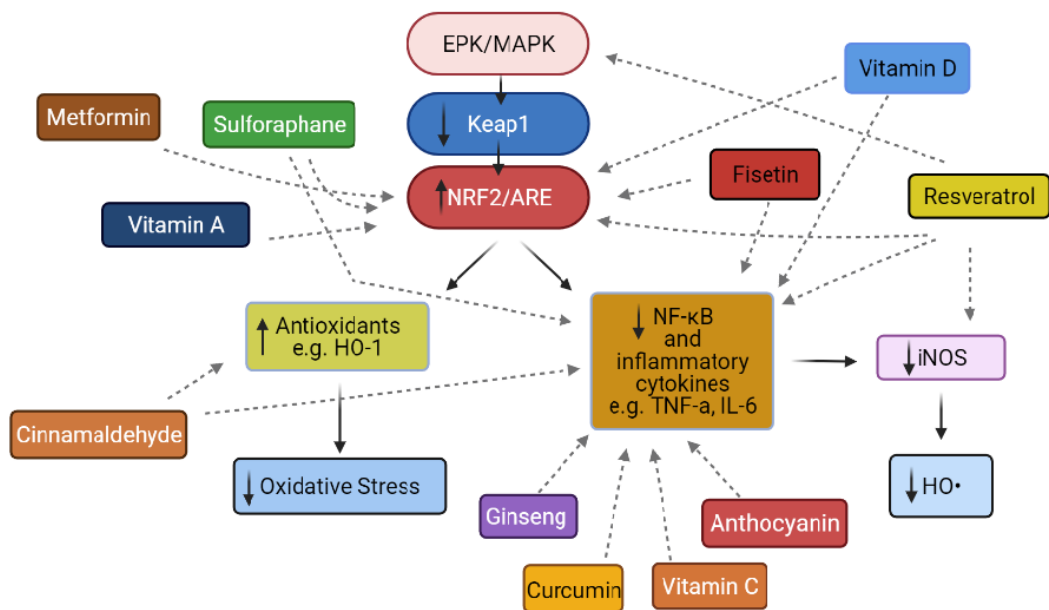 EPK/MAPK
Vitamin D
Metformin
Sulforaphane
Keap1
Fisetin
NRF2/ARE
Resveratrol
Vitamin A
Antioxidants
e.g. HO-1
NF-κB
and
inflammatory
cytokines
e.g. TNF-a, IL-6
iNOS
Cinnamaldehyde
Oxidative Stress
HO•
Ginseng
Anthocyanin
Curcumin
Vitamin C